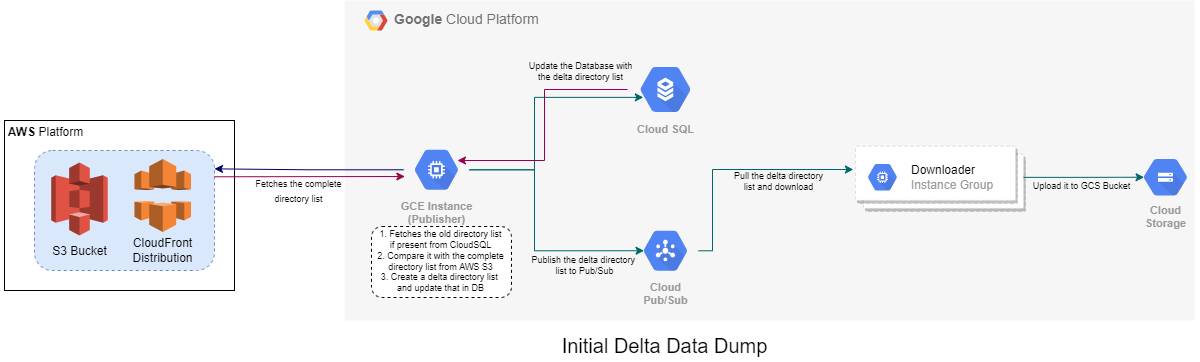 Google Cloud Platform
Update the Database with
the delta directory list
Cloud SQL
AWS Platform
S3 Bucket
CloudFront
Distribution
Fetches the complete
directory list
GCE Instance
(Publisher)
1. Fetches the old directory list
if present from CloudSQL
2. Compare it with the complete
directory list from AWS S3
3. Create a delta directory list
and update that in DB
Publish the delta directory
list to Pub/Sub
Cloud
Pub/Sub
Pull the delta directory
list and download
Downloader
Instance Group
Upload it to GCS Bucket
Cloud
Storage
Initial Delta Data Dump